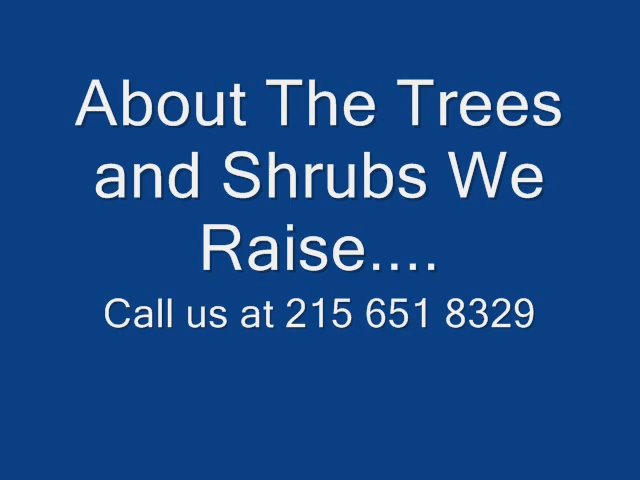 About The Trees
and Shrubs We
Raise....
Call us at 215 651 8329